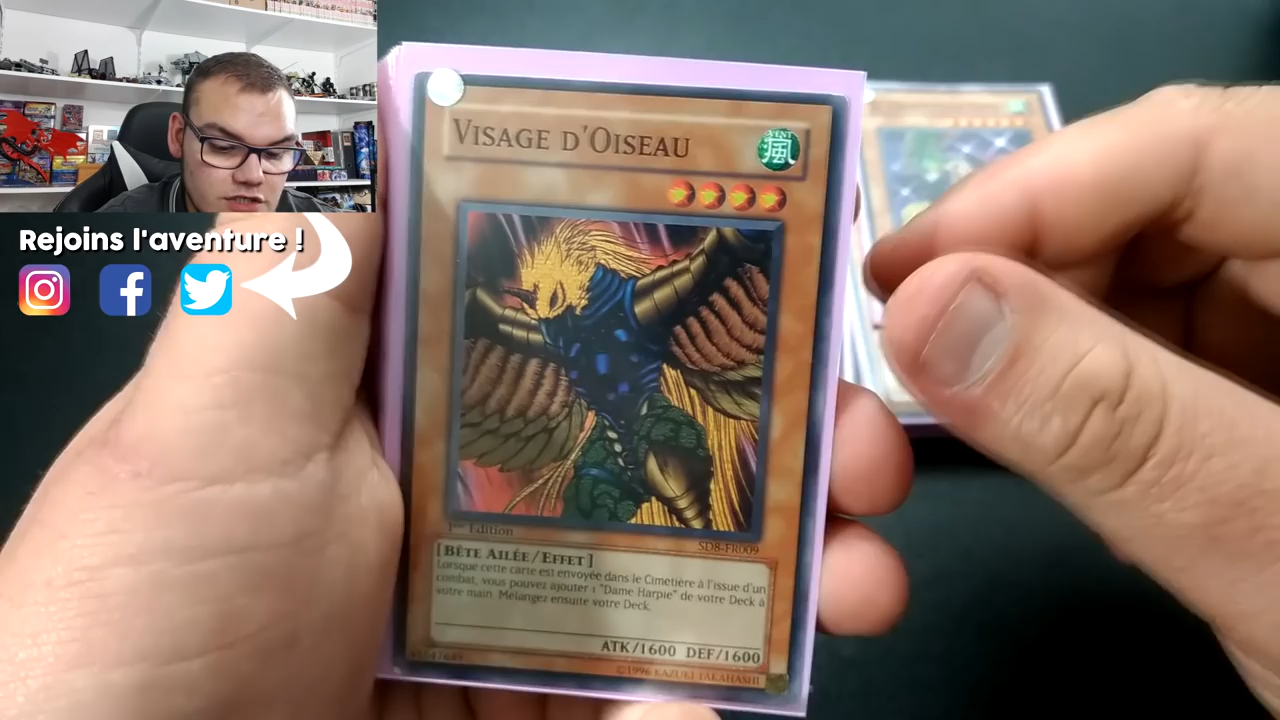 Rejoins l'aventure !
VISAGE D'OISEAU
VENT
風
1ère Edition
SD8-FR009
[BÊTE AILÉE/EFFET]
Lorsque cette carte est envoyée dans le Cimetière à l'issue d'un
combat, vous pouvez ajouter 1 "Dame Harpie" de votre Deck à
votre main. Mélangez ensuite votre Deck.
ATK/1600 DEF/1600
©1996 KAZUKI TAKAHASHI